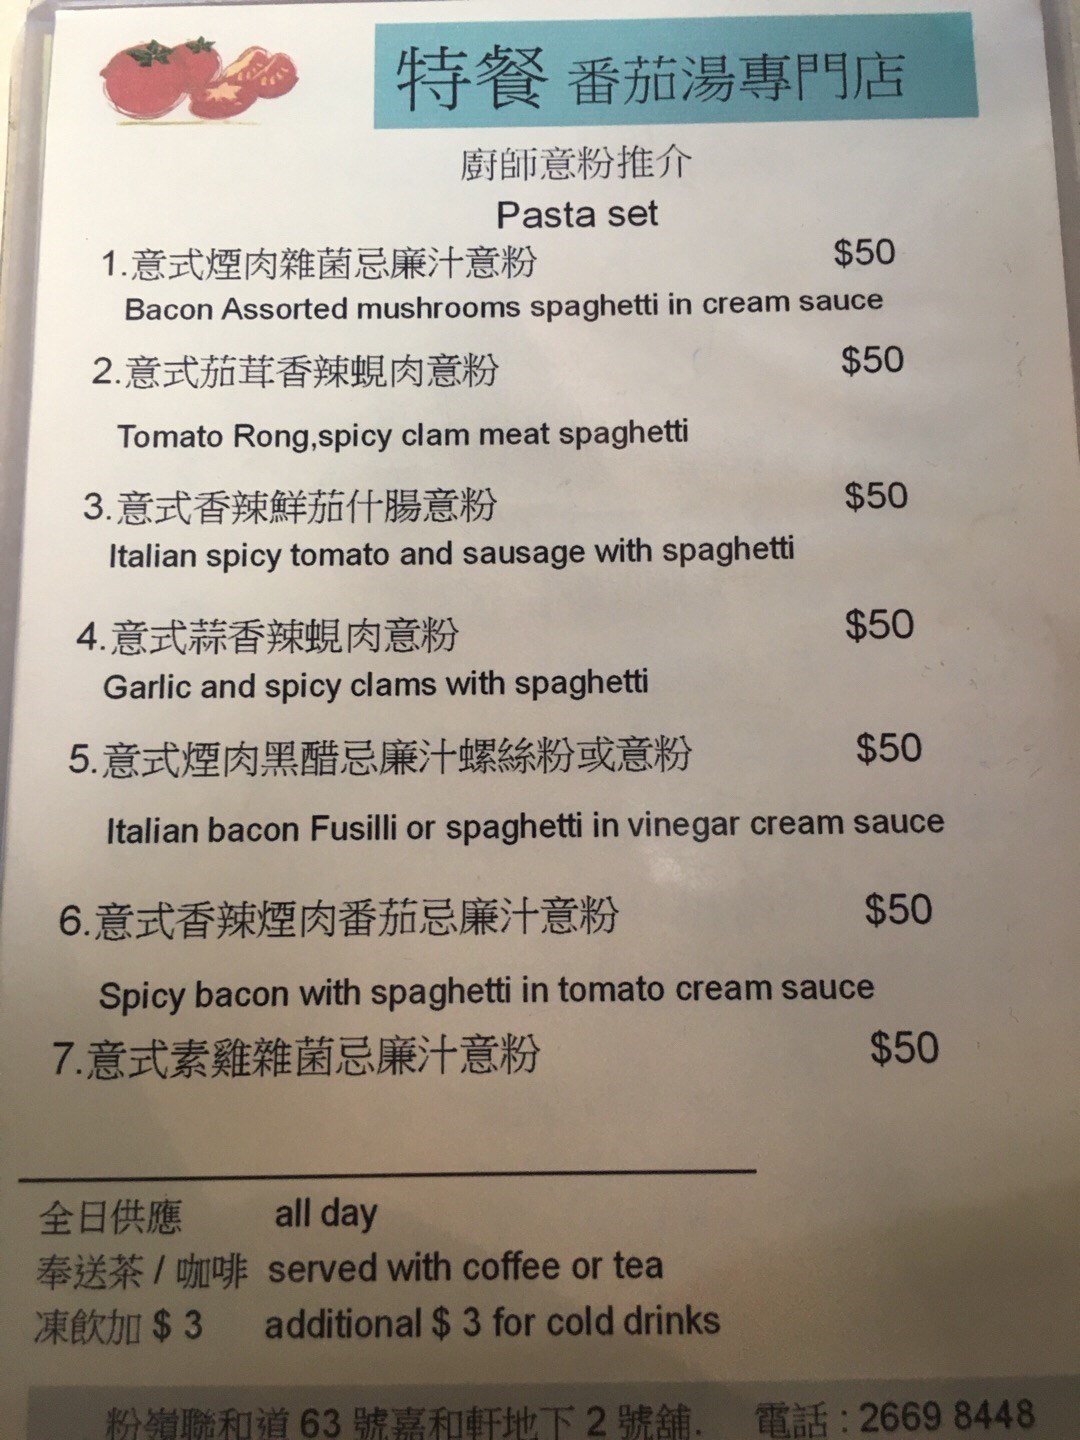 特餐 番茄湯專門店
廚師意粉推介
Pasta set
1.意式煙肉雜菌忌廉汁意粉 $50
Bacon Assorted mushrooms spaghetti in cream sauce
2.意式茄茸香辣蜆肉意粉 $50
Tomato Rong,spicy clam meat spaghetti
3.意式香辣鮮茄什腸意粉 $50
Italian spicy tomato and sausage with spaghetti
4.意式蒜香辣蜆肉意粉 $50
Garlic and spicy clams with spaghetti
5.意式煙肉黑醋忌廉汁螺絲粉或意粉 $50
Italian bacon Fusilli or spaghetti in vinegar cream sauce
6.意式香辣煙肉番茄忌廉汁意粉 $50
Spicy bacon with spaghetti in tomato cream sauce
7.意式素雞雜菌忌廉汁意粉 $50
全日供應 all day
奉送茶 / 咖啡 served with coffee or tea
凍飲加 $ 3 additional $ 3 for cold drinks
粉嶺聯和道 63 號嘉和軒地下 2 號舖. 電話 : 2669 8448